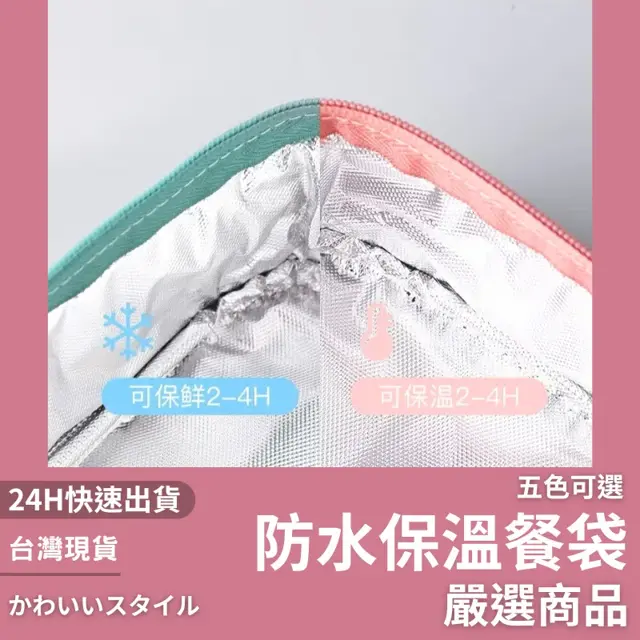 可保鮮2-4H
可保溫2-4H
24H快速出貨
台灣現貨
かわいいスタイル
五色可選
防水保溫餐袋
嚴選商品